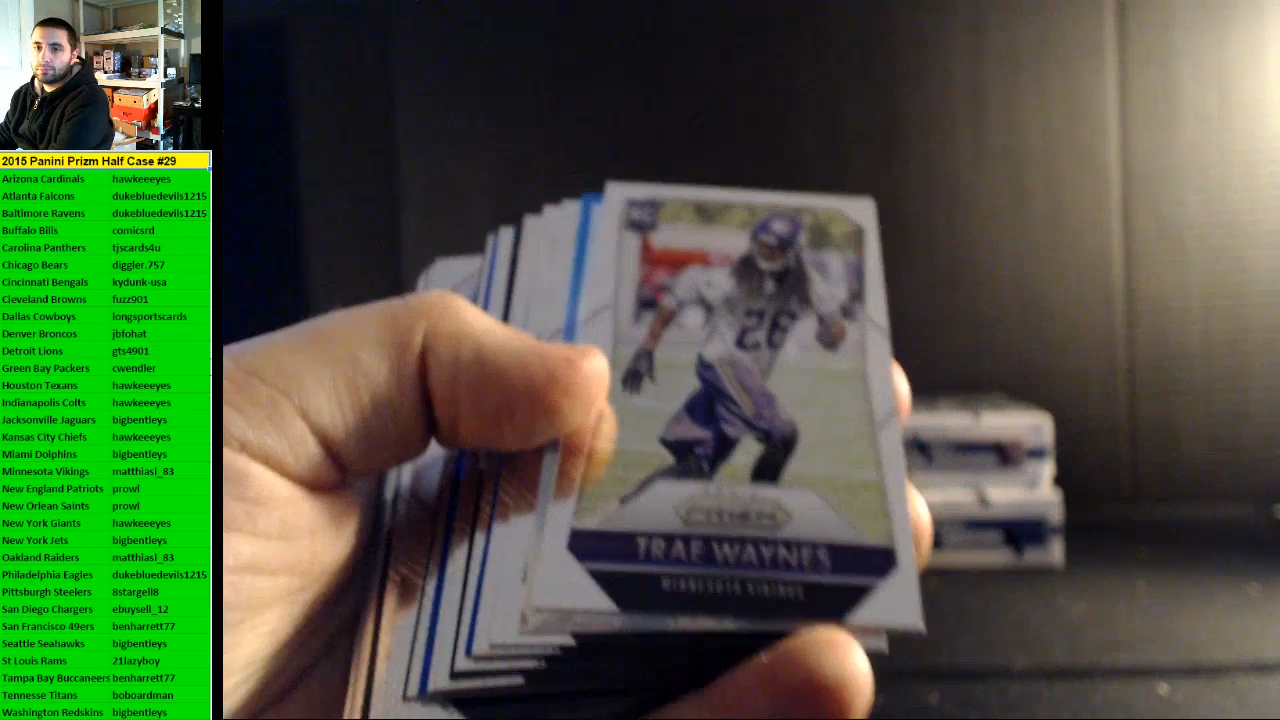 2015 Panini Prizm Half Case #29
Arizona Cardinals hawkeeeyes
Atlanta Falcons dukebluedevils1215
Baltimore Ravens dukebluedevils1215
Buffalo Bills comicsrd
Carolina Panthers tjscards4u
Chicago Bears diggler.757
Cincinnati Bengals kydunk-usa
Cleveland Browns fuzz901
Dallas Cowboys longsportscards
Denver Broncos jbfohat
Detroit Lions gts4901
Green Bay Packers cwendler
Houston Texans hawkeeeyes
Indianapolis Colts hawkeeeyes
Jacksonville Jaguars bigbentleys
Kansas City Chiefs hawkeeeyes
Miami Dolphins bigbentleys
Minnesota Vikings matthiasl_83
New England Patriots prowl
New Orlean Saints prowl
New York Giants hawkeeeyes
New York Jets bigbentleys
Oakland Raiders matthiasl_83
Philadelphia Eagles dukebluedevils1215
Pittsburgh Steelers 8stargell8
San Diego Chargers ebuysell_12
San Francisco 49ers benharrett77
Seattle Seahawks bigbentleys
St Louis Rams 21lazyboy
Tampa Bay Buccaneers benharrett77
Tennesse Titans boboardman
Washington Redskins bigbentleys
RC
26
PRIZM
TRAE WAYNES
MINNESOTA VIKINGS